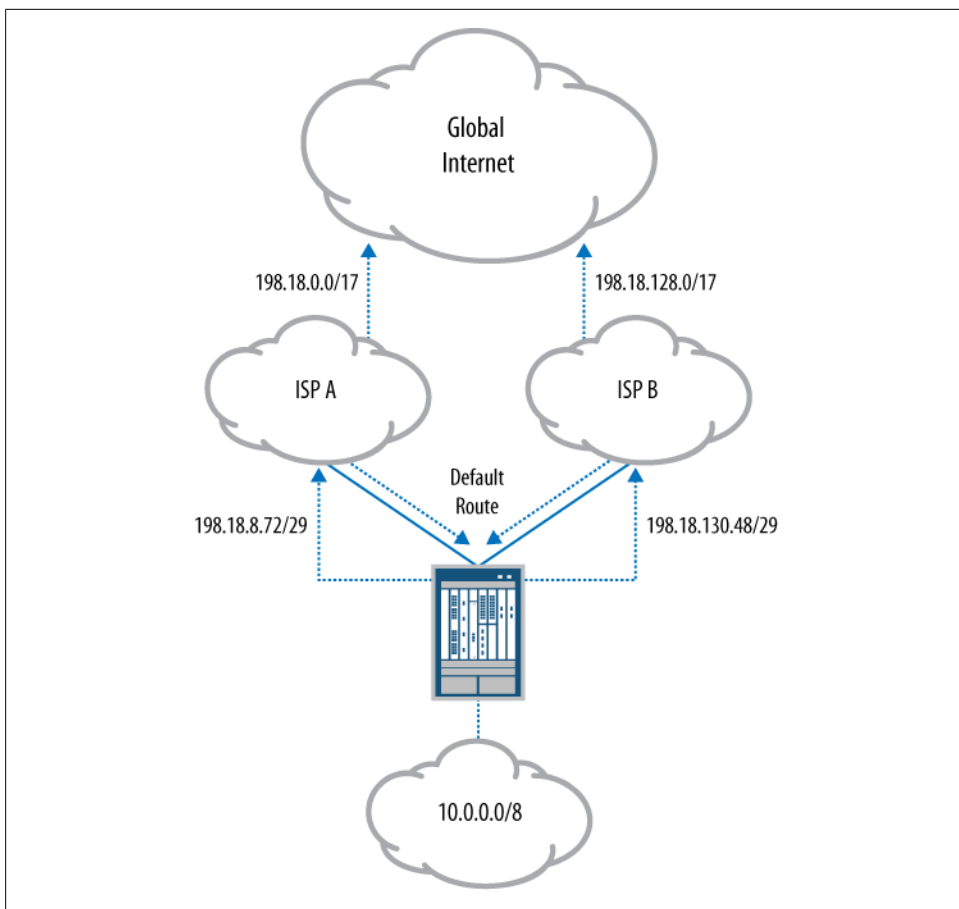 Global
Internet
198.18.0.0/17
198.18.128.0/17
ISP A
ISP B
Default
Route
198.18.8.72/29
198.18.130.48/29
10.0.0.0/8